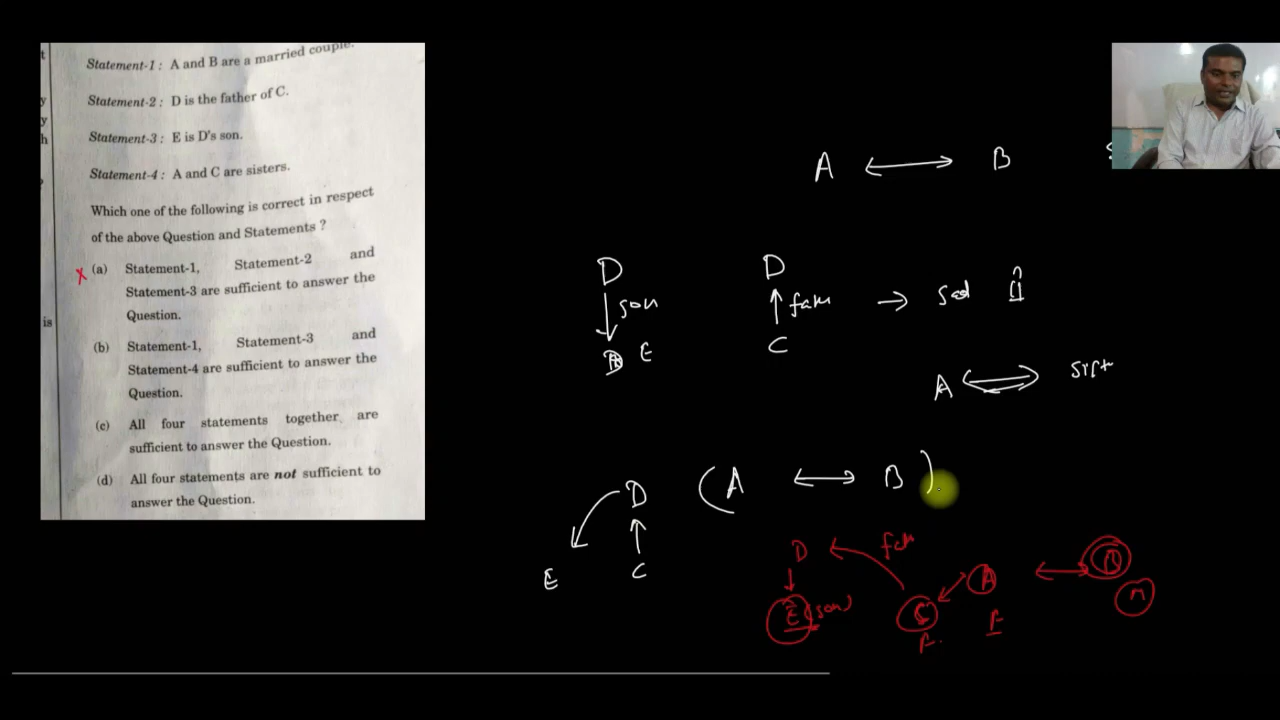 t
Statement-1 : A and B are a married couple.
y
Statement-2 : D is the father of C.
y
h
Statement-3 : E is D's son.
Statement-4 : A and C are sisters.
Which one of the following is correct in respect
of the above Question and Statements ?
X (a) Statement-1, Statement-2 and
Statement-3 are sufficient to answer the
Question.
is
(b) Statement-1, Statement-3 and
Statement-4 are sufficient to answer the
Question.
(c) All four statements together are
sufficient to answer the Question.
(d) All four statements are not sufficient to
answer the Question.
A B S
D D
son
E C
A
D (A B)
E C
D
E (son) C A B
F. F